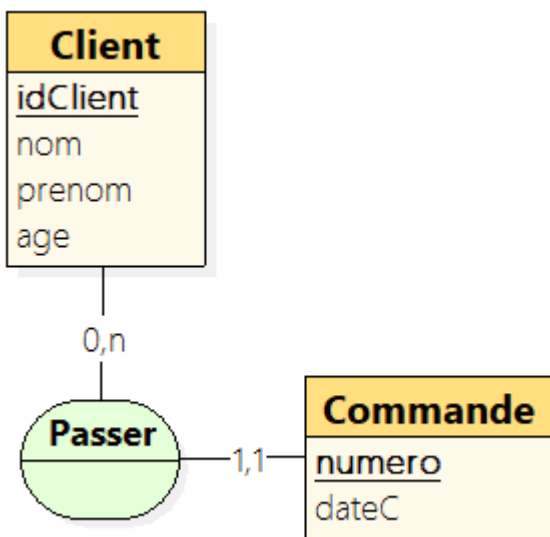 Client
idClient
nom
prenom
age
0,n
Passer
1,1
Commande
numero
dateC